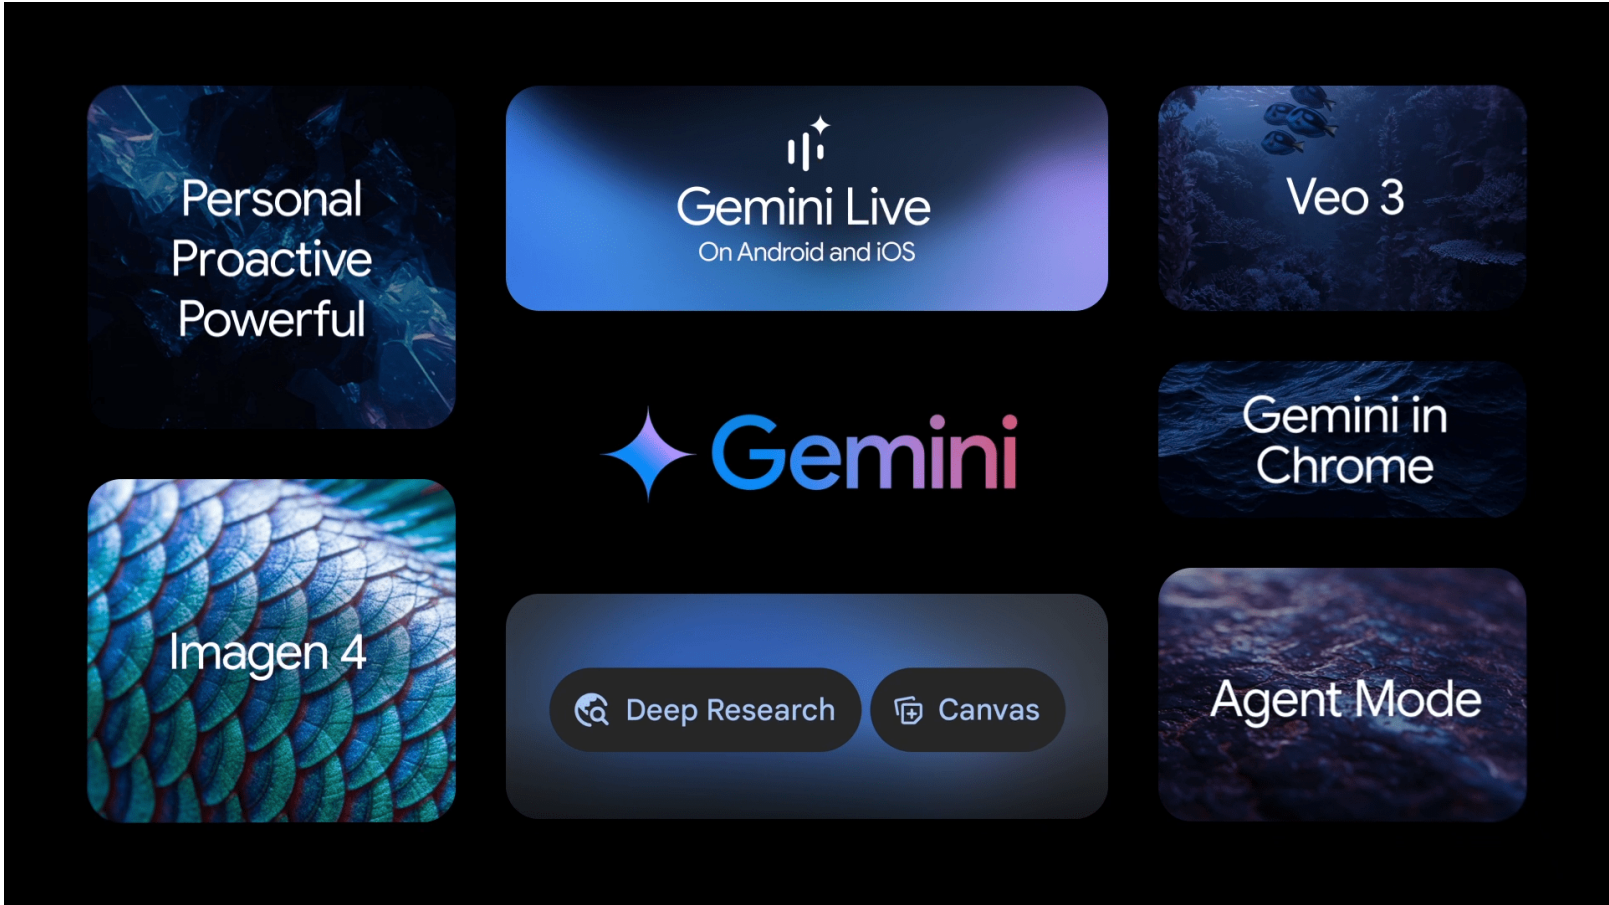 Personal
Proactive
Powerful
Gemini Live
On Android and iOS
Veo 3
Gemini
Gemini in
Chrome
Imagen 4
Deep Research
Canvas
Agent Mode